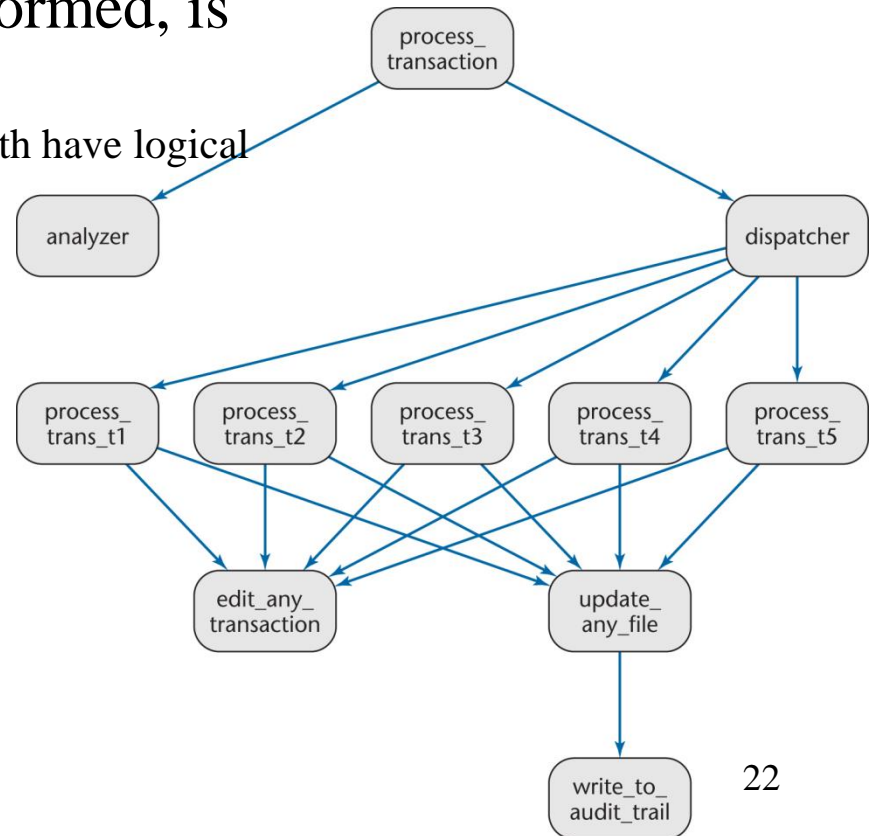 ormed, is
process_
transaction
th have logical
analyzer
dispatcher
process_
trans_t1
process_
trans_t2
process_
trans_t3
process_
trans_t4
process_
trans_t5
edit_any_
transaction
update_
any_file
write_to_
audit_trail
22